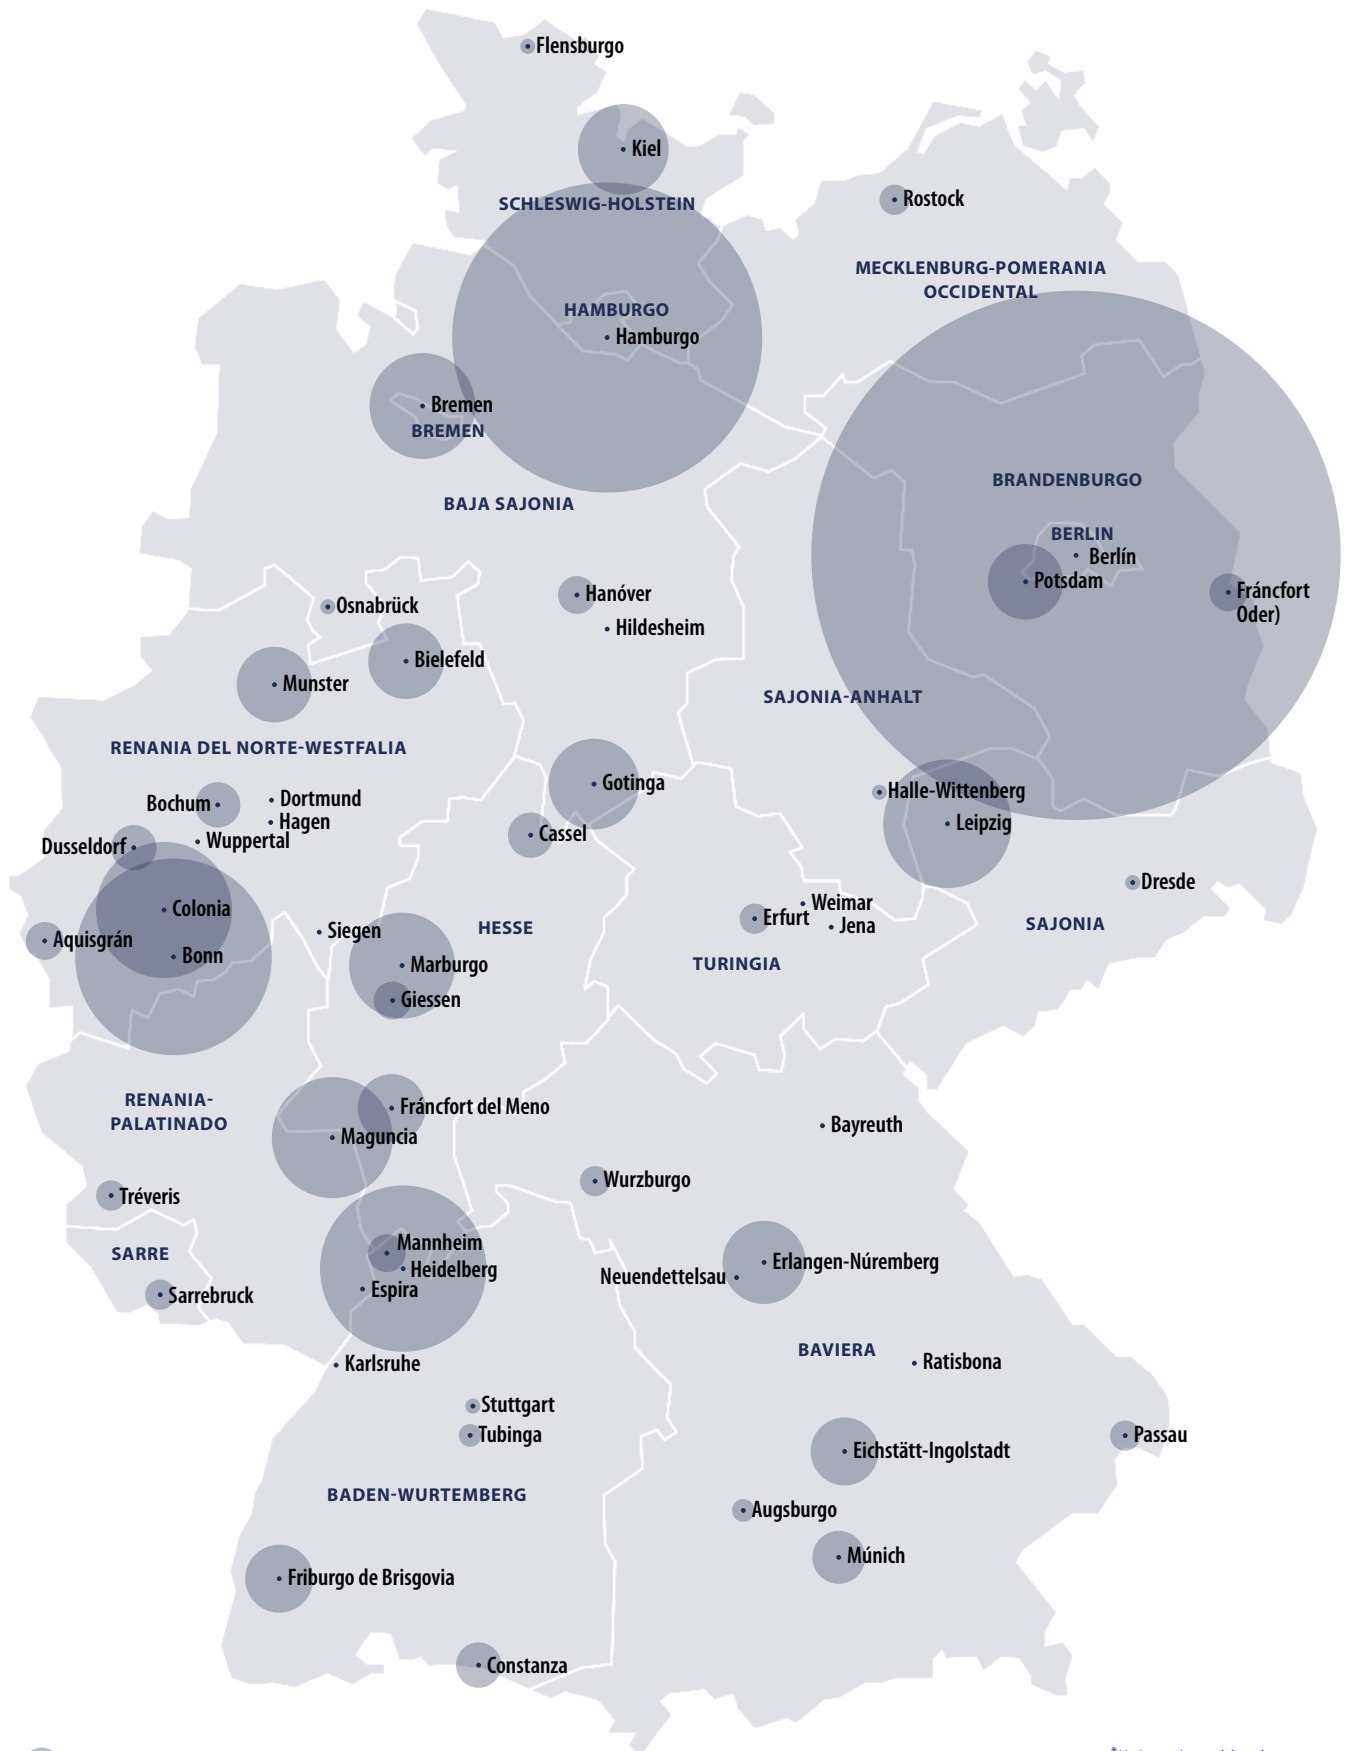 Flensburgo
Kiel
SCHLESWIG-HOLSTEIN
Rostock
MECKLENBURG-POMERANIA
OCCIDENTAL
HAMBURGO
Hamburgo
Bremen
BREMEN
BRANDENBURGO
BAJA SAJONIA
BERLIN
Berlín
Potsdam
Fráncfort
Oder)
Hanóver
Osnabrück
Hildesheim
Bielefeld
Munster
SAJONIA-ANHALT
RENANIA DEL NORTE-WESTFALIA
Gotinga
Halle-Wittenberg
Bochum
Dortmund
Hagen
Leipzig
Cassel
Wuppertal
Dusseldorf
Dresde
Weimar
Colonia
Erfurt
Jena
SAJONIA
HESSE
Siegen
Aquisgrán
Bonn
Marburgo
TURINGIA
Giessen
RENANIA-
PALATINADO
Fráncfort del Meno
Bayreuth
Maguncia
Wurzburgo
Tréveris
Mannheim
SARRE
Erlangen-Núremberg
Heidelberg
Neuendettelsau
Espira
Sarrebruck
BAVIERA
Ratisbona
Karlsruhe
Stuttgart
Tubinga
Passau
Eichstätt-Ingolstadt
BADEN-WURTEMBERG
Augsburgo
Múnich
Friburgo de Brisgovia
Constanza